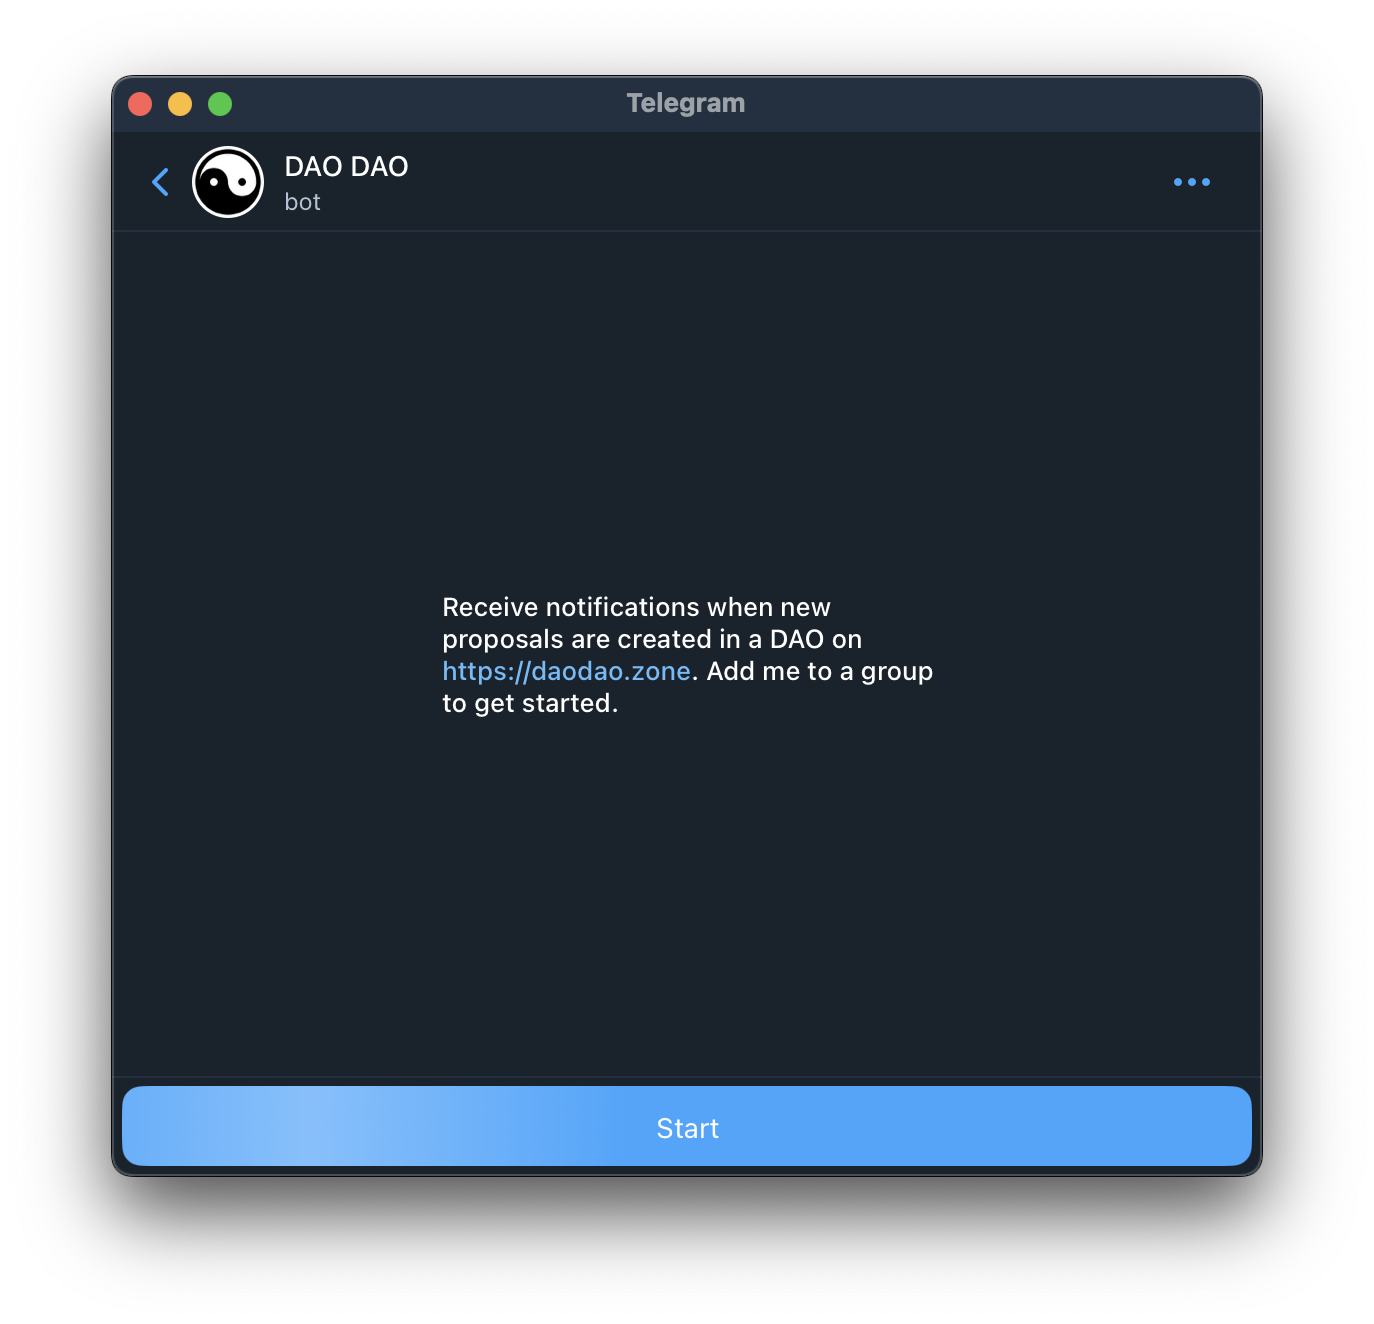 Telegram
DAO DAO
bot
Receive notifications when new
proposals are created in a DAO on
https://daodao.zone. Add me to a group
to get started.
Start